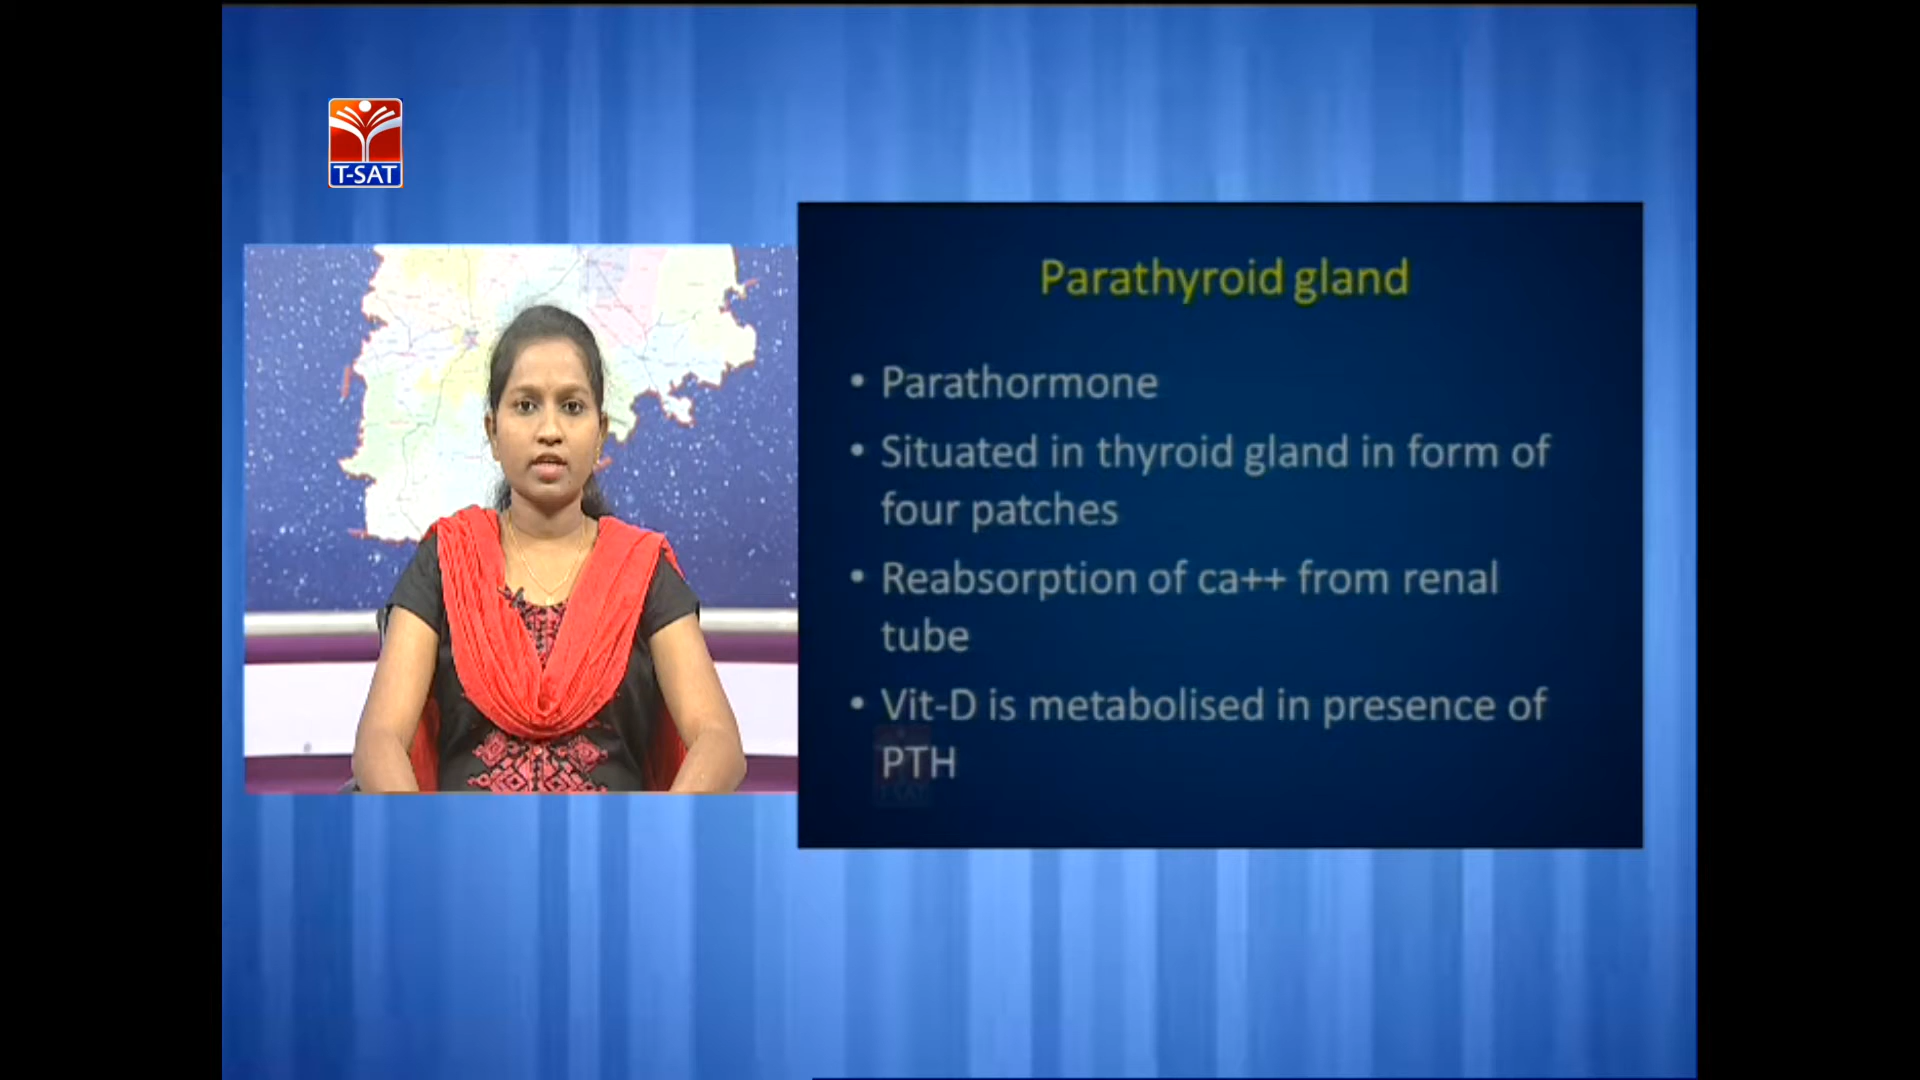 T-SAT
Parathyroid gland
• Parathormone
• Situated in thyroid gland in form of
four patches
• Reabsorption of ca++ from renal
tube
• Vit-D is metabolised in presence of
PTH
T-SAT